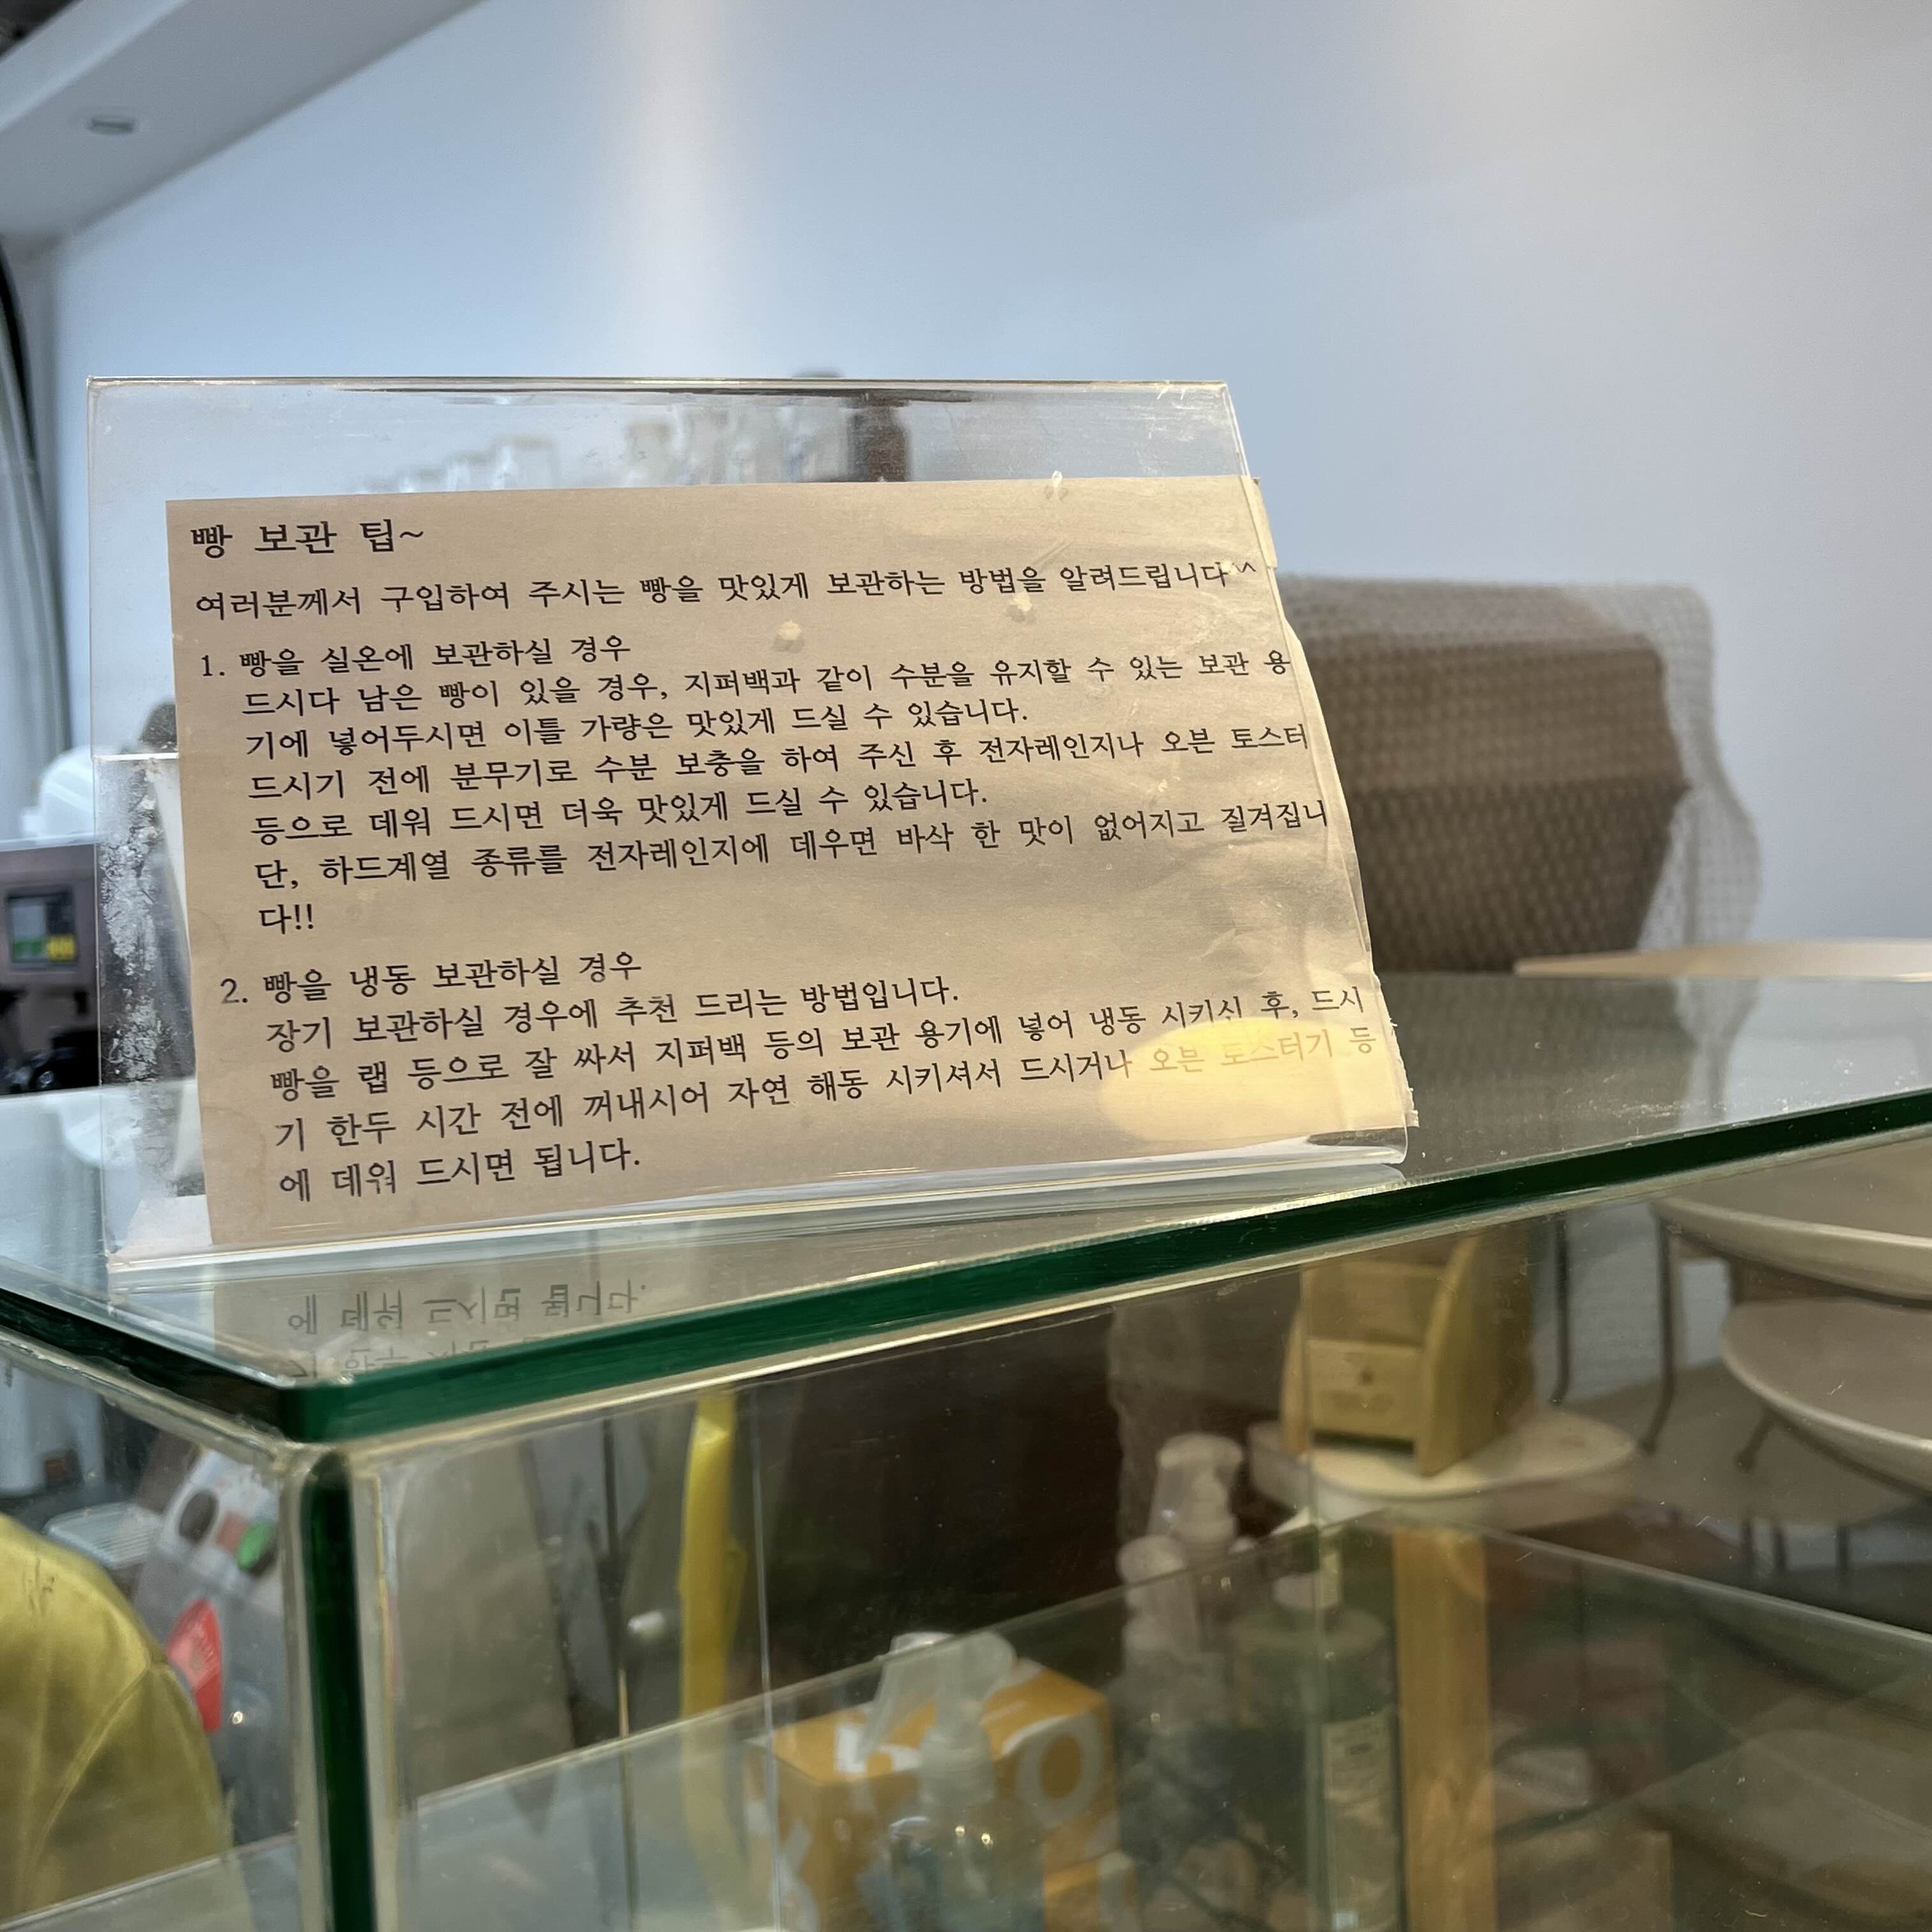 빵 보관 팁~
여러분께서 구입하여 주시는 빵을 맛있게 보관하는 방법을 알려드립니다^^
1. 빵을 실온에 보관하실 경우
드시다 남은 빵이 있을 경우, 지퍼백과 같이 수분을 유지할 수 있는 보관 용
기에 넣어두시면 이틀 가량은 맛있게 드실 수 있습니다.
드시기 전에 분무기로 수분 보충을 하여 주신 후 전자레인지나 오븐 토스터
등으로 데워 드시면 더욱 맛있게 드실 수 있습니다.
단, 하드계열 종류를 전자레인지에 데우면 바삭 한 맛이 없어지고 질겨집니
다!!
2. 빵을 냉동 보관하실 경우
장기 보관하실 경우에 추천 드리는 방법입니다.
빵을 랩 등으로 잘 싸서 지퍼백 등의 보관 용기에 넣어 냉동 시키신 후, 드시
기 한두 시간 전에 꺼내시어 자연 해동 시키셔서 드시거나 오븐 토스터기 등
에 데워 드시면 됩니다.